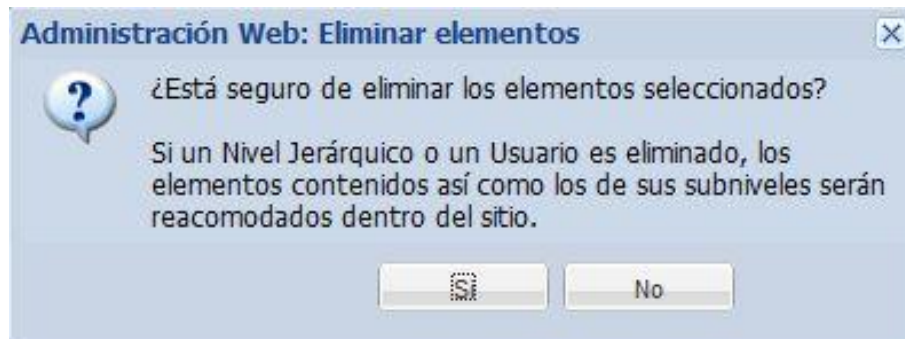 Administración Web: Eliminar elementos
¿Está seguro de eliminar los elementos seleccionados?
Si un Nivel Jerárquico o un Usuario es eliminado, los
elementos contenidos así como los de sus subniveles serán
reacomodados dentro del sitio.
Si No